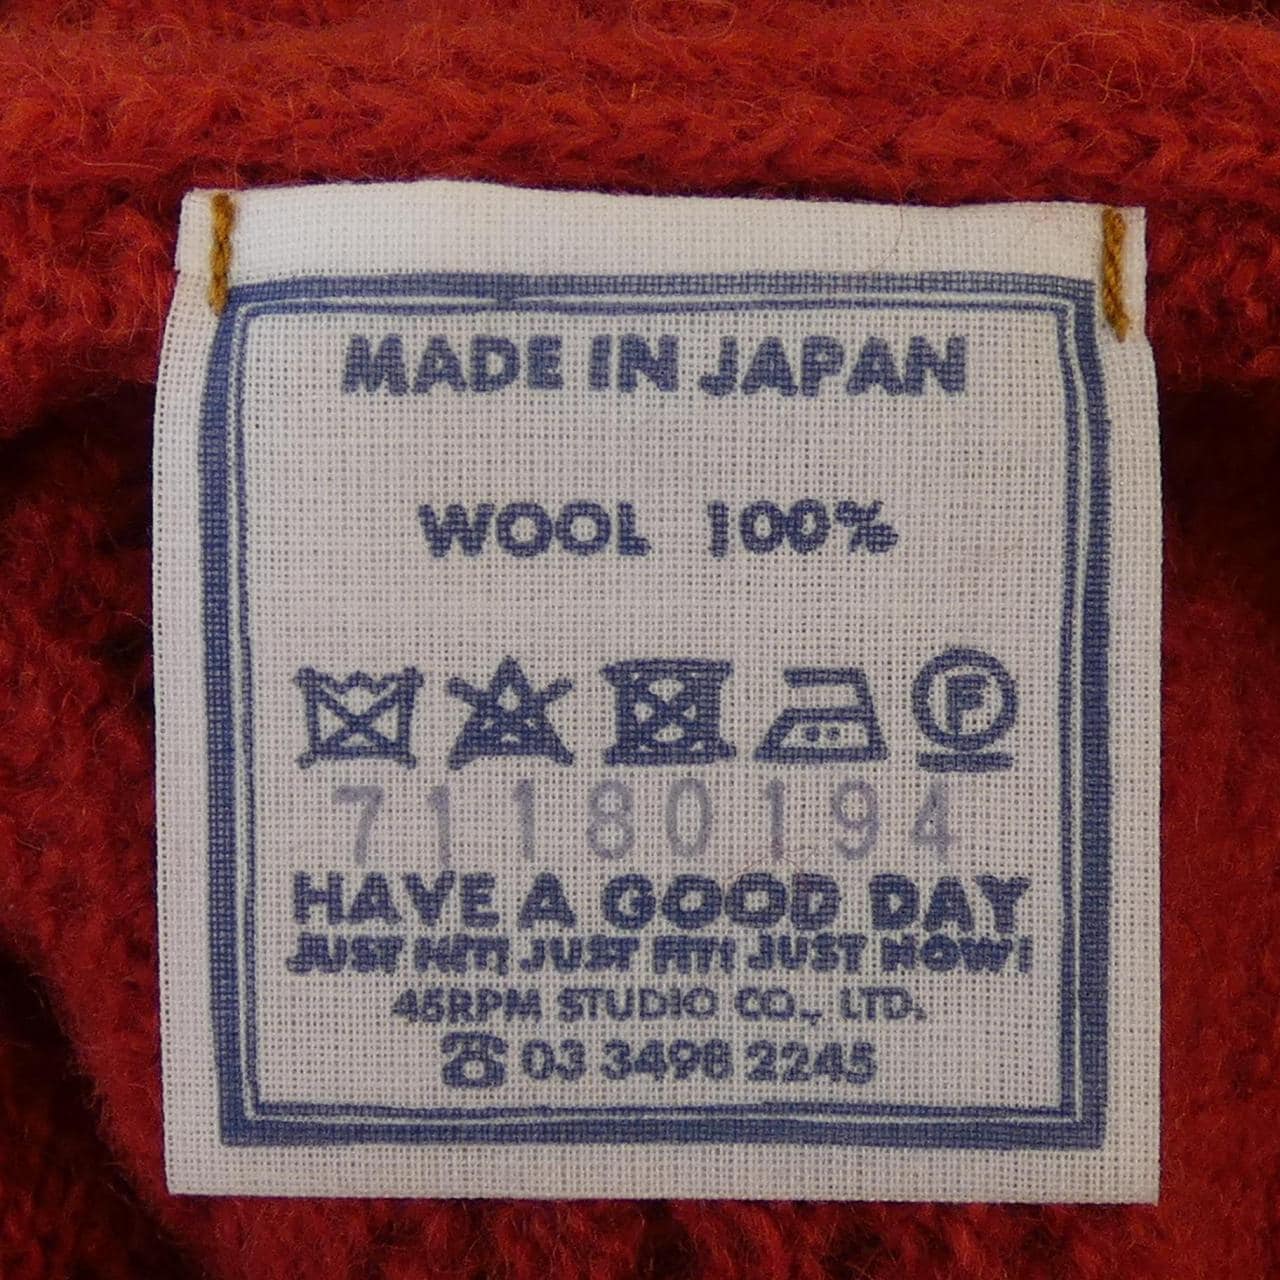 MADE IN JAPAN
WOOL 100%
F
71180194
HAVE A GOOD DAY
JUST HIT! JUST FIT! JUST NOW!
45RPM STUDIO CO., LTD.
☎ 03 3498 2245